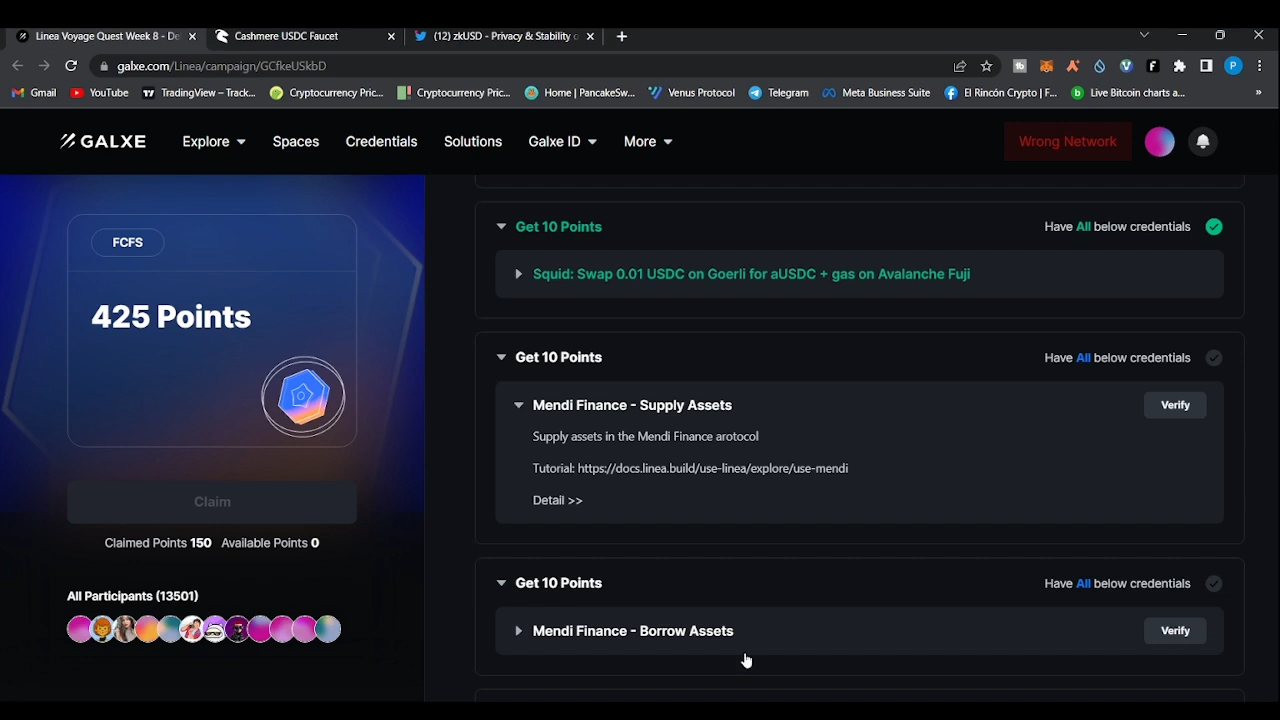 Linea Voyage Quest Week 8 - De
Cashmere USDC Faucet
(12) zkUSD - Privacy & Stability o
galxe.com/Linea/campaign/GCfkeUSkbD
Gmail
YouTube
TradingView – Track...
Cryptocurrency Pric...
Cryptocurrency Pric...
Home | PancakeSw...
Venus Protocol
Telegram
Meta Business Suite
El Rincón Crypto | F...
Live Bitcoin charts a...
GALXE
Explore
Spaces
Credentials
Solutions
Galxe ID
More
Wrong Network
FCFS
425 Points
Claim
Claimed Points 150 Available Points 0
All Participants (13501)
Get 10 Points
Have All below credentials
Squid: Swap 0.01 USDC on Goerli for aUSDC + gas on Avalanche Fuji
Get 10 Points
Have All below credentials
Mendi Finance - Supply Assets
Verify
Supply assets in the Mendi Finance arotocol
Tutorial: https://docs.linea.build/use-linea/explore/use-mendi
Detail >>
Get 10 Points
Have All below credentials
Mendi Finance - Borrow Assets
Verify